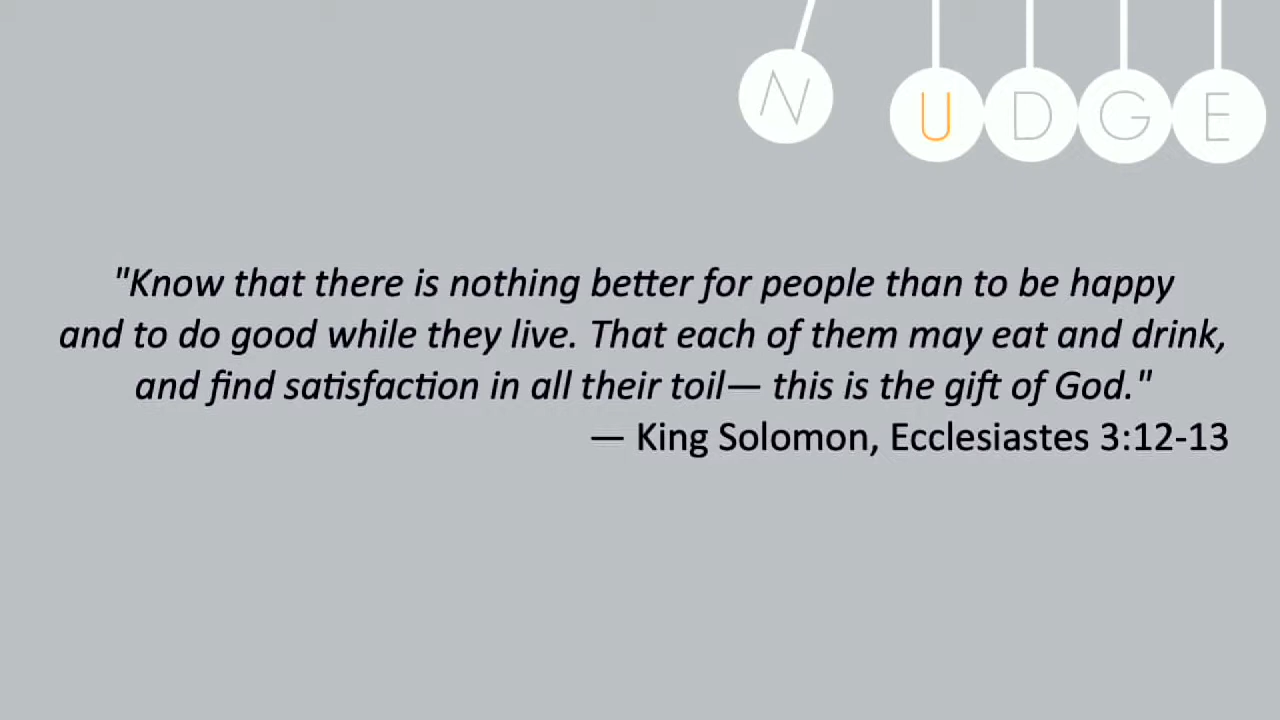 NUDGE
"Know that there is nothing better for people than to be happy
and to do good while they live. That each of them may eat and drink,
and find satisfaction in all their toil— this is the gift of God."
— King Solomon, Ecclesiastes 3:12-13